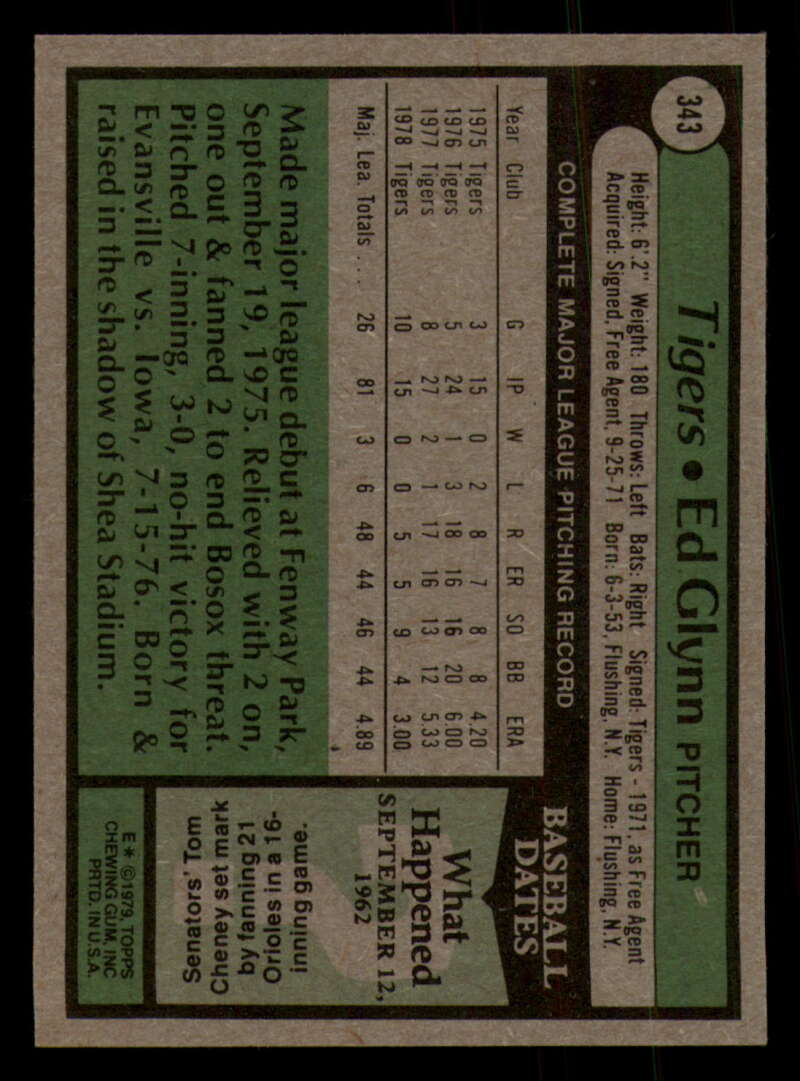 343
Tigers • Ed Glynn PITCHER
Height: 6'.2" Weight: 180 Throws: Left Bats: Right Signed: Tigers - 1971, as Free Agent
Acquired: Signed, Free Agent, 9-25-71 Born: 6-3-53, Flushing, N.Y. Home: Flushing, N.Y.
COMPLETE MAJOR LEAGUE PITCHING RECORD
Year Club G IP W L R ER SO BB ERA
1975 Tigers 3 15 0 2 8 7 8 8 4.20
1976 Tigers 5 24 1 3 18 16 16 20 6.00
1977 Tigers 8 27 2 1 17 16 13 12 5.33
1978 Tigers 10 15 0 0 5 5 9 4 3.00
Maj. Lea. Totals . . . . 26 81 3 6 48 44 46 44 4.89
Made major league debut at Fenway Park,
September 19, 1975. Relieved with 2 on,
one out & fanned 2 to end Bosox threat.
Pitched 7-inning, 3-0, no-hit victory for
Evansville vs. Iowa, 7-15-76. Born &
raised in the shadow of Shea Stadium.
BASEBALL
DATES
What
Happened
SEPTEMBER 12,
1962
Senators' Tom
Cheney set mark
by fanning 21
Orioles in a 16-
inning game.
E * ©1979, TOPPS
CHEWING GUM, INC
PRTD. IN U.S.A.